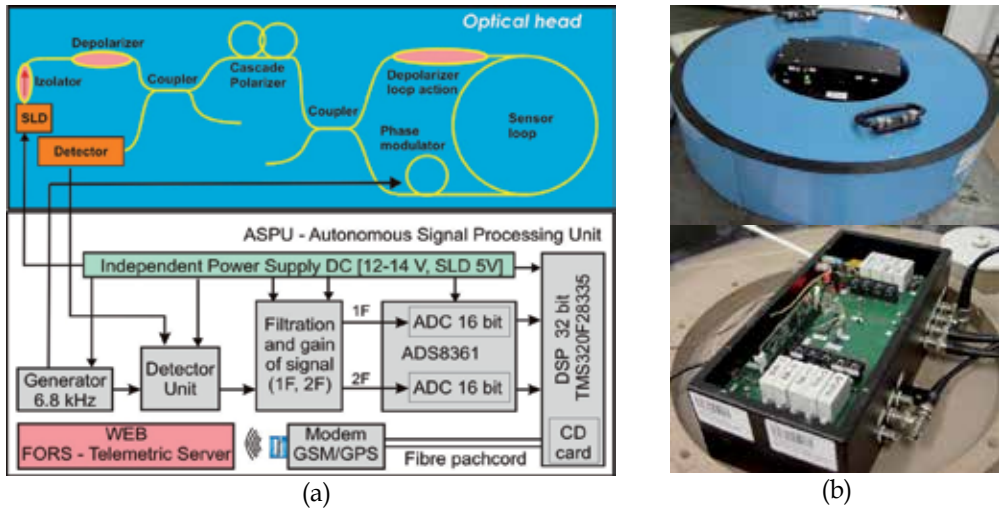 Optical head
Depolarizer
Izolator
SLD
Detector
Coupler
Cascade
Polarizer
Coupler
Depolarizer
loop action
Phase
modulator
Sensor
loop
ASPU - Autonomous Signal Processing Unit
Independent Power Supply DC [12-14 V, SLD 5V]
Generator
6.8 kHz
Detector
Unit
Filtration
and gain
of signal
(1F, 2F)
1F
2F
ADC 16 bit
ADS8361
ADC 16 bit
DSP 32 bit
TMS320F28335
CD
card
WEB
FORS - Telemetric Server
Modem
GSM/GPS
Fibre pachcord
(a)
(b)